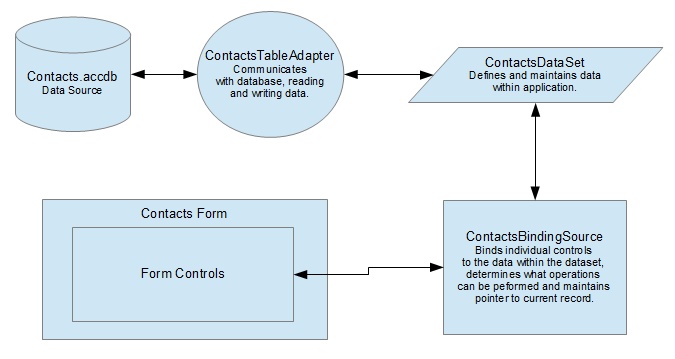 Contacts.accdb
Data Source
ContactsTableAdapter
Communicates
with database, reading
and writing data.
ContactsDataSet
Defines and maintains data
within application.
Contacts Form
Form Controls
ContactsBindingSource
Binds individual controls
to the data within the dataset,
determines what operations
can be peformed and maintains
pointer to current record.